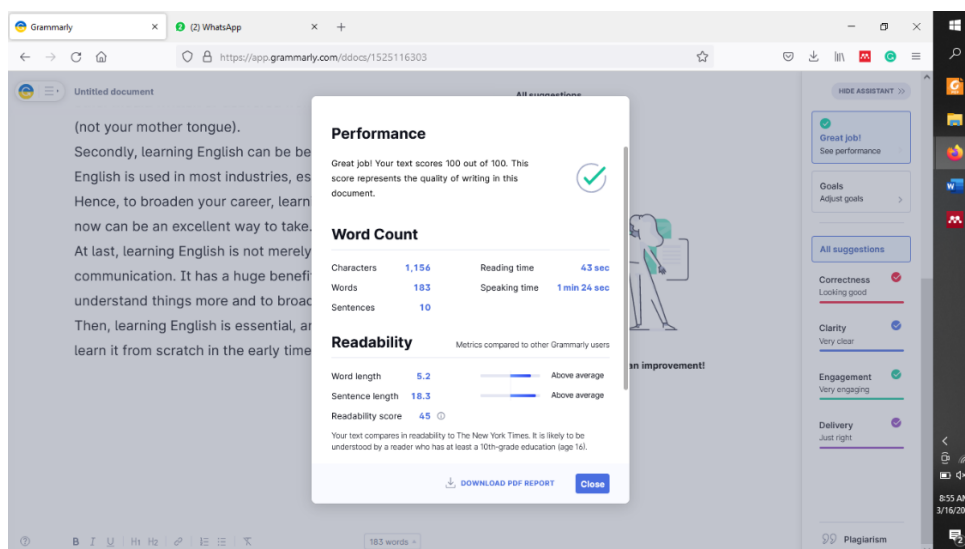 Grammarly
(2) WhatsApp
https://app.grammarly.com/ddocs/1525116303
Untitled document
All suggestions
HIDE ASSISTANT
(not your mother tongue).
Secondly, learning English can be be
English is used in most industries, es
Hence, to broaden your career, learn
now can be an excellent way to take.
At last, learning English is not merely
communication. It has a huge benefi
understand things more and to broad
Then, learning English is essential, an
learn it from scratch in the early time
Performance
Great job! Your text scores 100 out of 100. This
score represents the quality of writing in this
document.
Word Count
Characters 1,156 Reading time 43 sec
Words 183 Speaking time 1 min 24 sec
Sentences 10
Readability Metrics compared to other Grammarly users
Word length 5.2 Above average
Sentence length 18.3 Above average
Readability score 45
Your text compares in readability to The New York Times. It is likely to be
understood by a reader who has at least a 10th-grade education (age 16).
DOWNLOAD PDF REPORT Close
an improvement!
Great job!
See performance
Goals
Adjust goals
All suggestions
Correctness
Looking good
Clarity
Very clear
Engagement
Very engaging
Delivery
Just right
Plagiarism
B I U H1 H2
183 words
8:55 AM
3/16/20